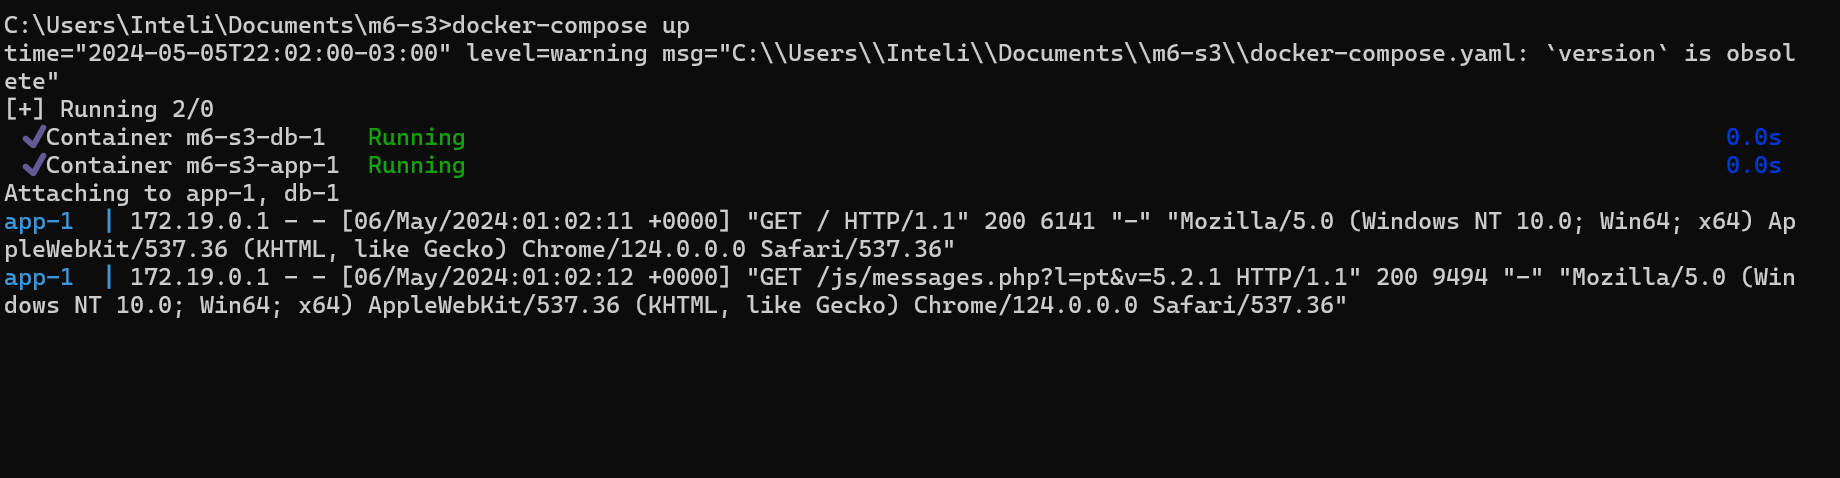 C:\Users\Inteli\Documents\m6-s3>docker-compose up
time="2024-05-05T22:02:00-03:00" level=warning msg="C:\\Users\\Inteli\\Documents\\m6-s3\\docker-compose.yaml: `version` is obsol
ete"
[+] Running 2/0
✔Container m6-s3-db-1   Running   0.0s
✔Container m6-s3-app-1  Running   0.0s
Attaching to app-1, db-1
app-1  | 172.19.0.1 - - [06/May/2024:01:02:11 +0000] "GET / HTTP/1.1" 200 6141 "-" "Mozilla/5.0 (Windows NT 10.0; Win64; x64) Ap
pleWebKit/537.36 (KHTML, like Gecko) Chrome/124.0.0.0 Safari/537.36"
app-1  | 172.19.0.1 - - [06/May/2024:01:02:12 +0000] "GET /js/messages.php?l=pt&v=5.2.1 HTTP/1.1" 200 9494 "-" "Mozilla/5.0 (Win
dows NT 10.0; Win64; x64) AppleWebKit/537.36 (KHTML, like Gecko) Chrome/124.0.0.0 Safari/537.36"